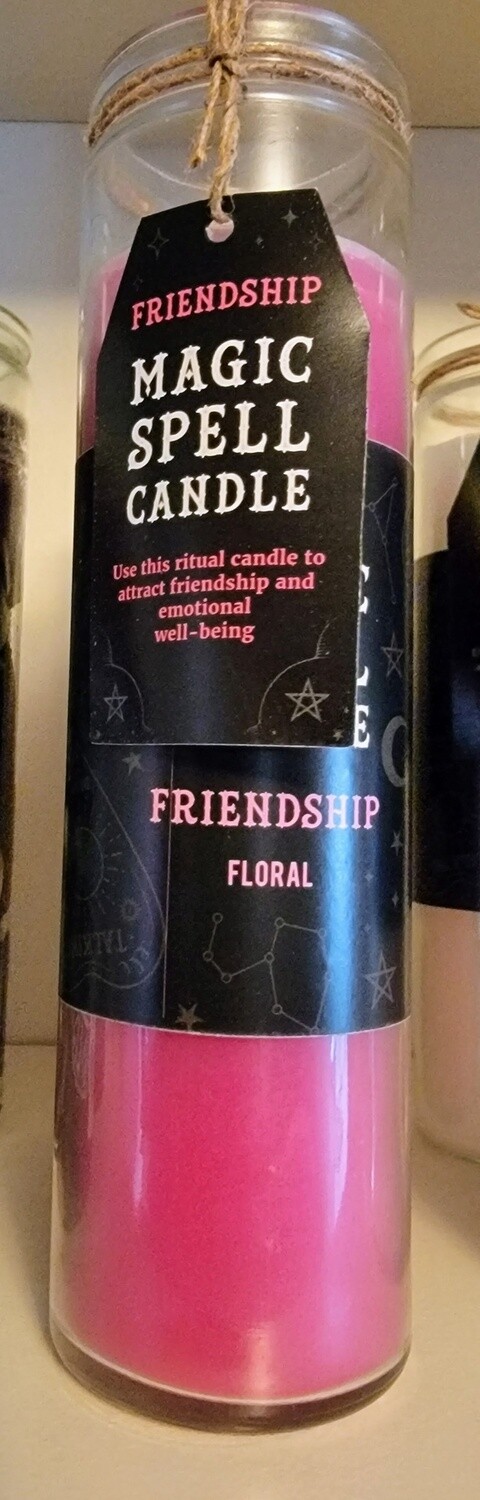 FRIENDSHIP
MAGIC
SPELL
CANDLE
Use this ritual candle to
attract friendship and
emotional
well-being
E
L
E
FRIENDSHIP
FLORAL